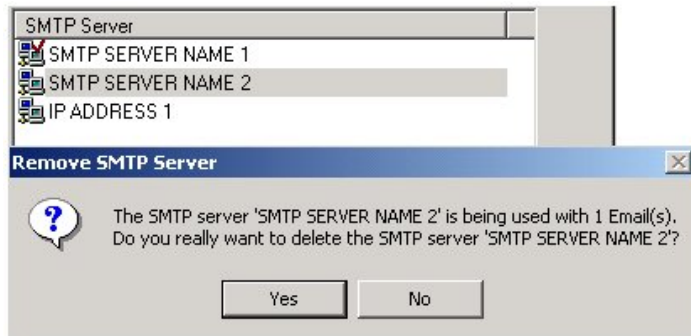 SMTP Server
SMTP SERVER NAME 1
SMTP SERVER NAME 2
IP ADDRESS 1
Remove SMTP Server
The SMTP server 'SMTP SERVER NAME 2' is being used with 1 Email(s).
Do you really want to delete the SMTP server 'SMTP SERVER NAME 2'?
Yes No